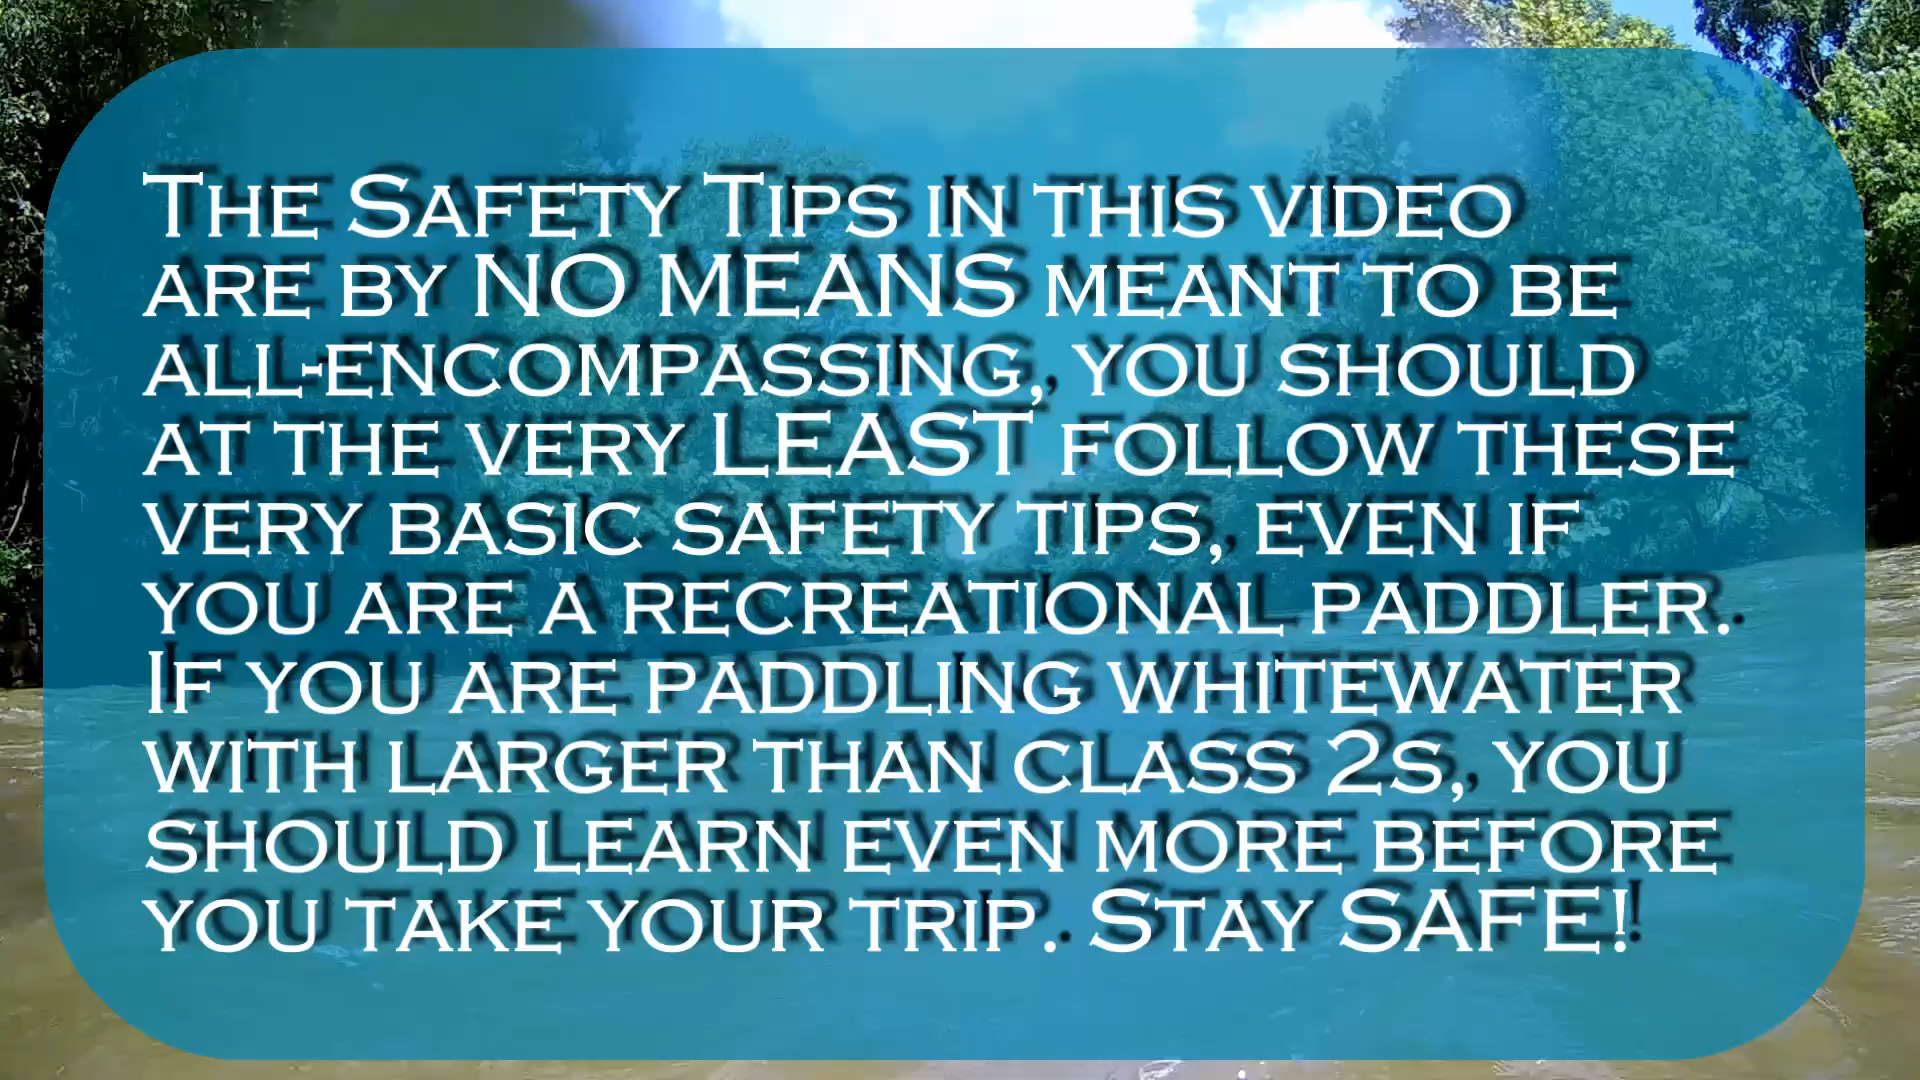 The Safety Tips in this video
are by NO MEANS meant to be
all-encompassing, you should
at the very LEAST follow these
very basic safety tips, even if
you are a recreational paddler.
If you are paddling whitewater
with larger than class 2s, you
should learn even more before
you take your trip. Stay SAFE!